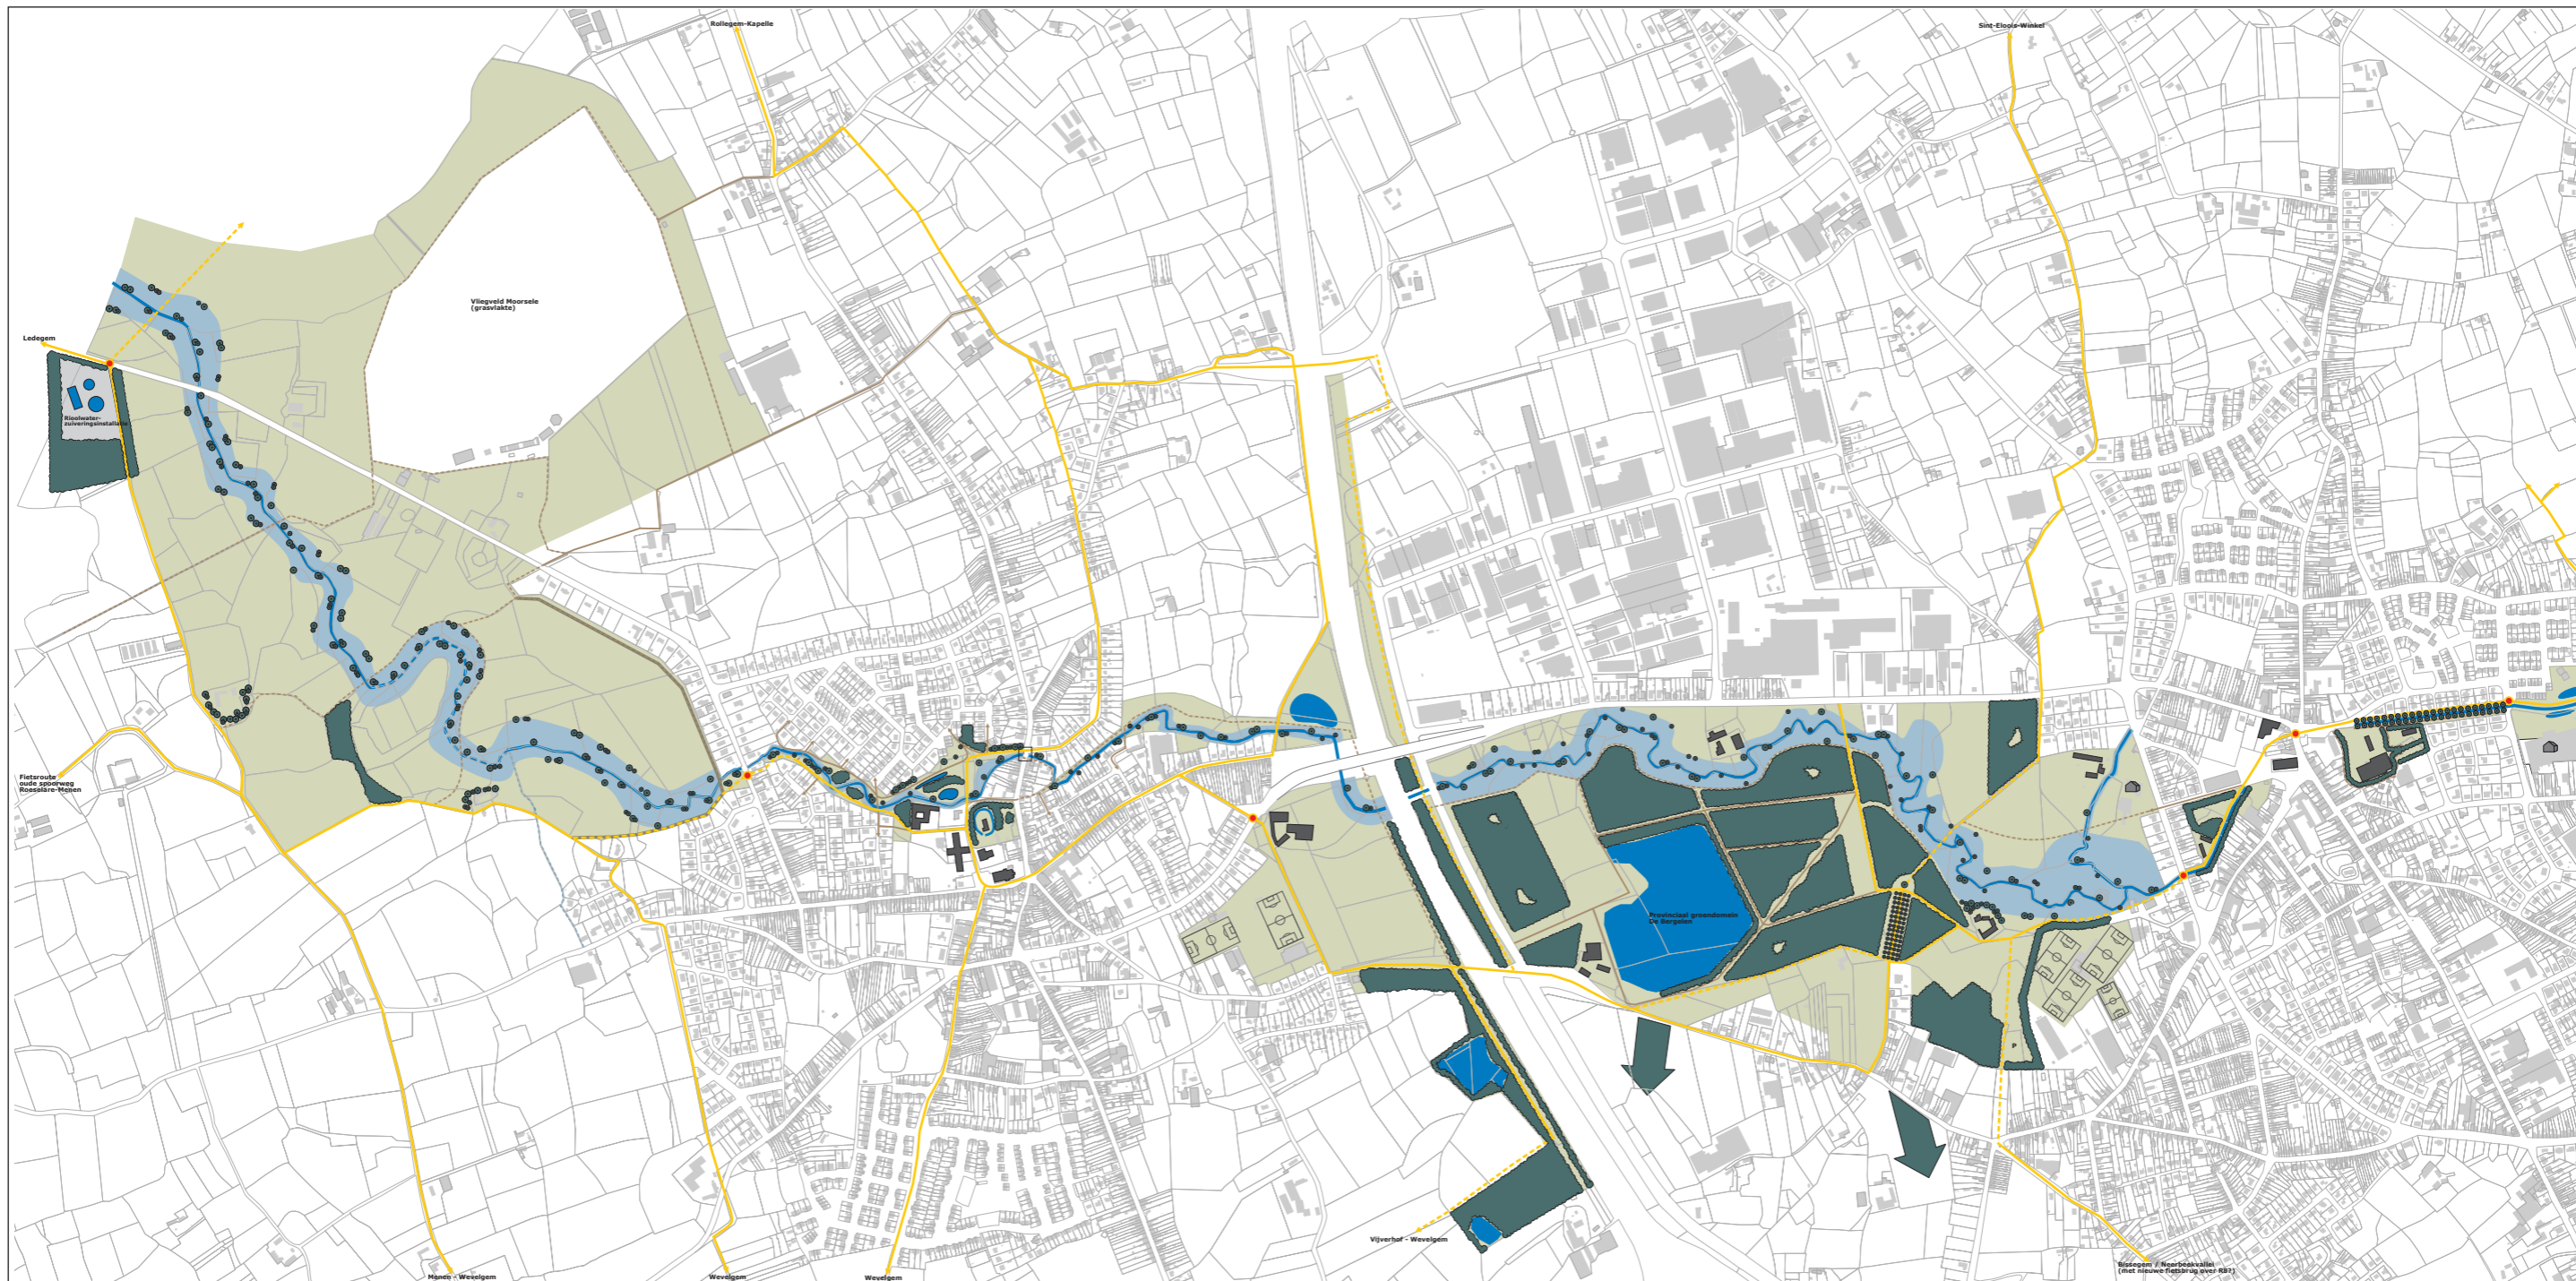 Rollegem-Kapelle
Sint-Eloois-Winkel
Vliegveld Moorsele
(grasvlakte)
Ledegem
Rioolwater-
zuiveringsinstallatie
Fietsroute
oude spoorweg
Roeselare-Menen
Provinciaal groendomein
De Bergelen
P
Vijverhof - Wevelgem
Menen - Wevelgem
Wevelgem
Wevelgem
Bissegem / Neerbeekvallei
(met nieuwe fietsbrug over R8?)